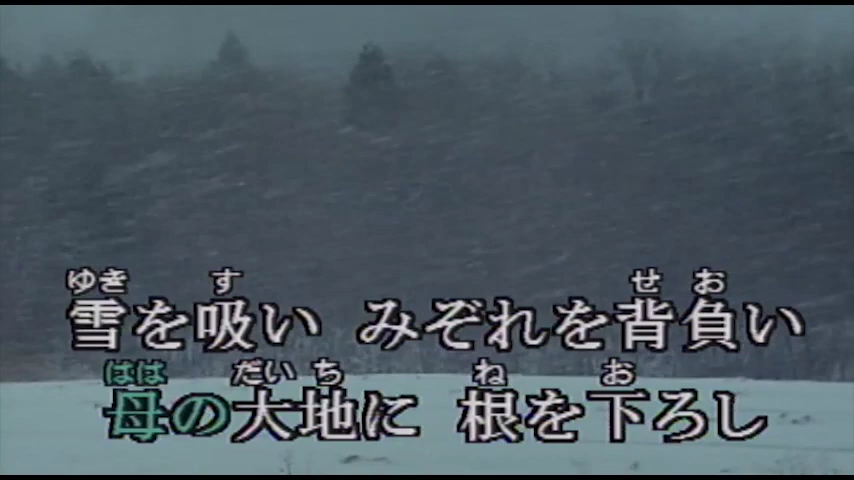 ゆき す せ お
雪を吸い みぞれを背負い
はは だいち ね お
母の大地に 根を下ろし